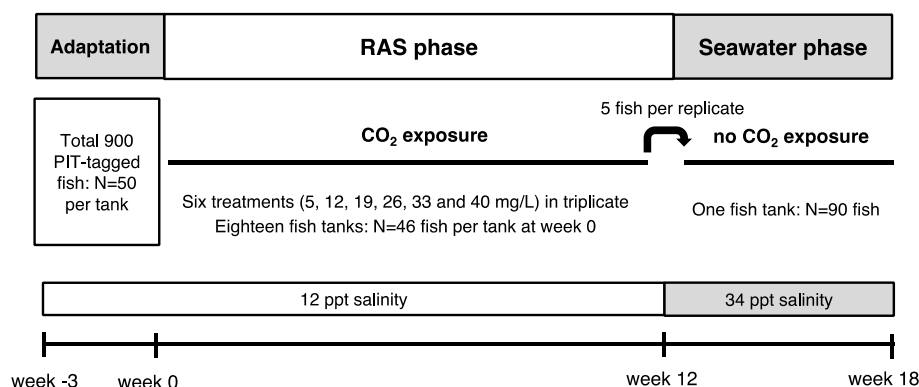 Adaptation
RAS phase
Seawater phase
5 fish per replicate
Total 900
PIT-tagged
fish: N=50
per tank
CO₂ exposure
no CO₂ exposure
Six treatments (5, 12, 19, 26, 33 and 40 mg/L) in triplicate
Eighteen fish tanks: N=46 fish per tank at week 0
One fish tank: N=90 fish
12 ppt salinity
34 ppt salinity
week -3
week 0
week 12
week 18